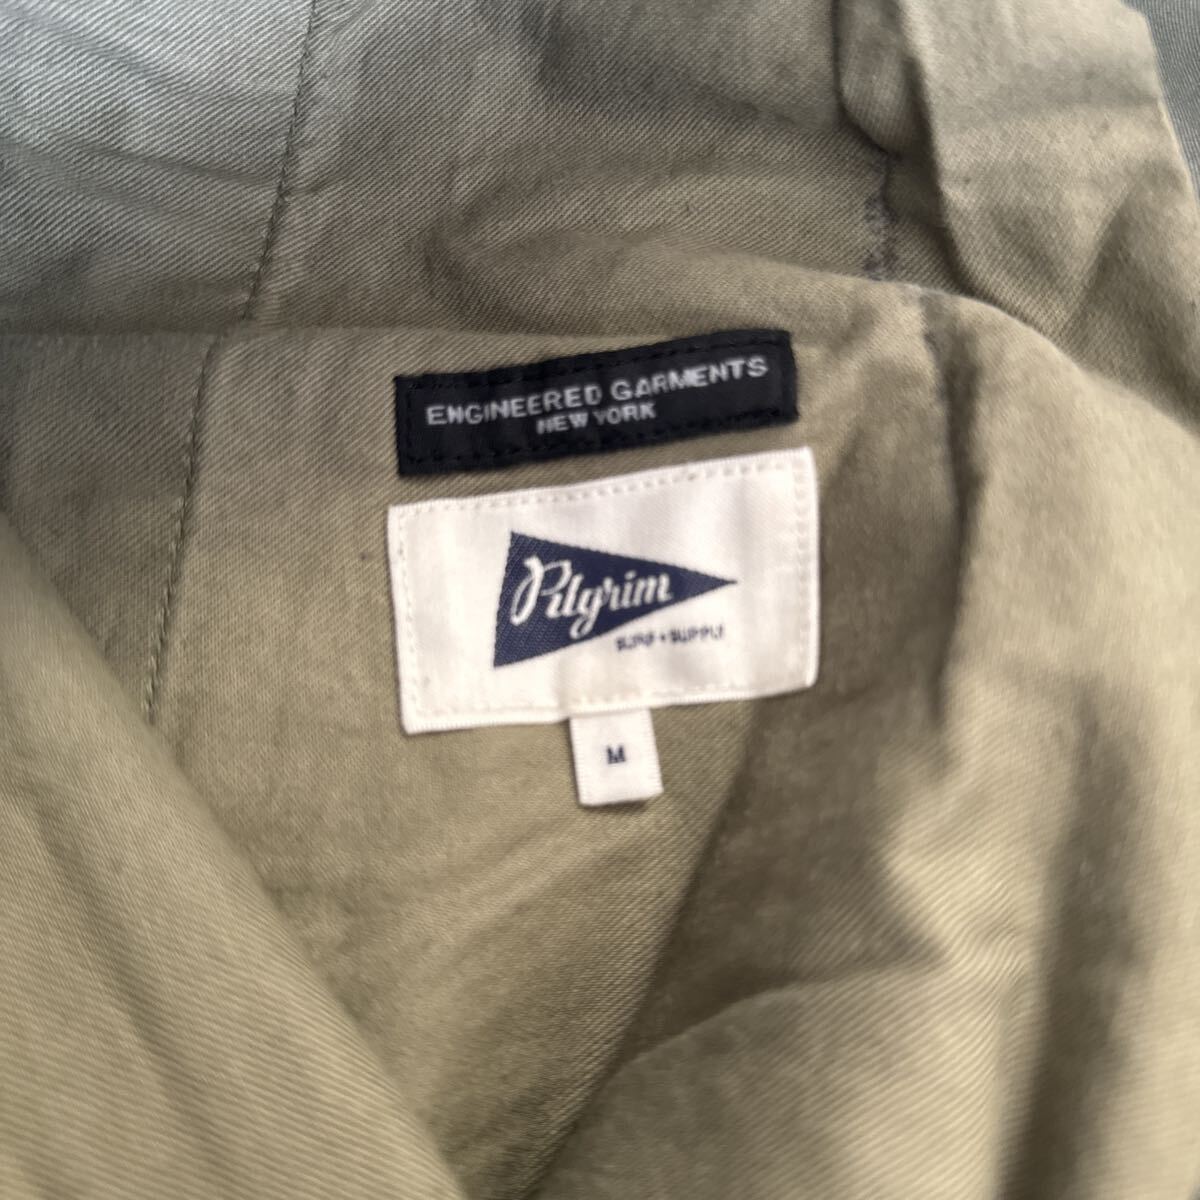 ENGINEERED GARMENTS
NEW YORK
Pilgrim
SURF + SUPPLY
M